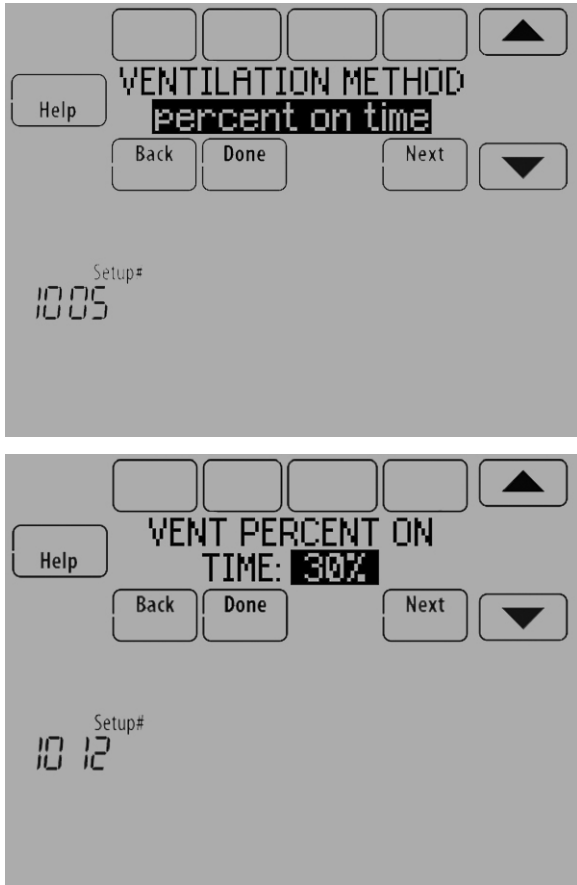 VENTILATION METHOD
Help
percent on time
Back Done Next
Setup#
1005
VENT PERCENT ON
Help
TIME: 30%
Back Done Next
Setup#
1012